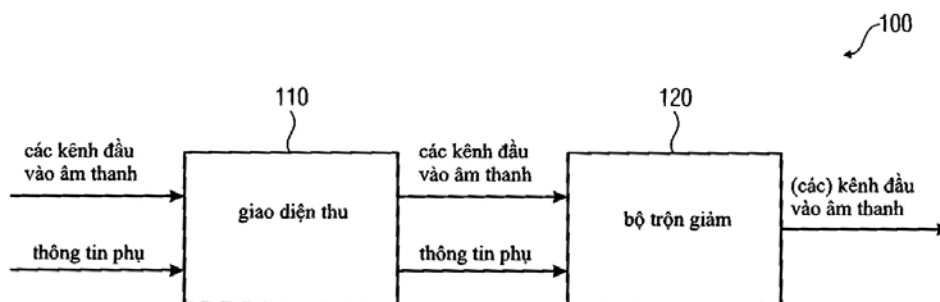 100
110
120
các kênh đầu
vào âm thanh
thông tin phụ
giao diện thu
các kênh đầu
vào âm thanh
thông tin phụ
bộ trộn giảm
(các) kênh đầu
vào âm thanh